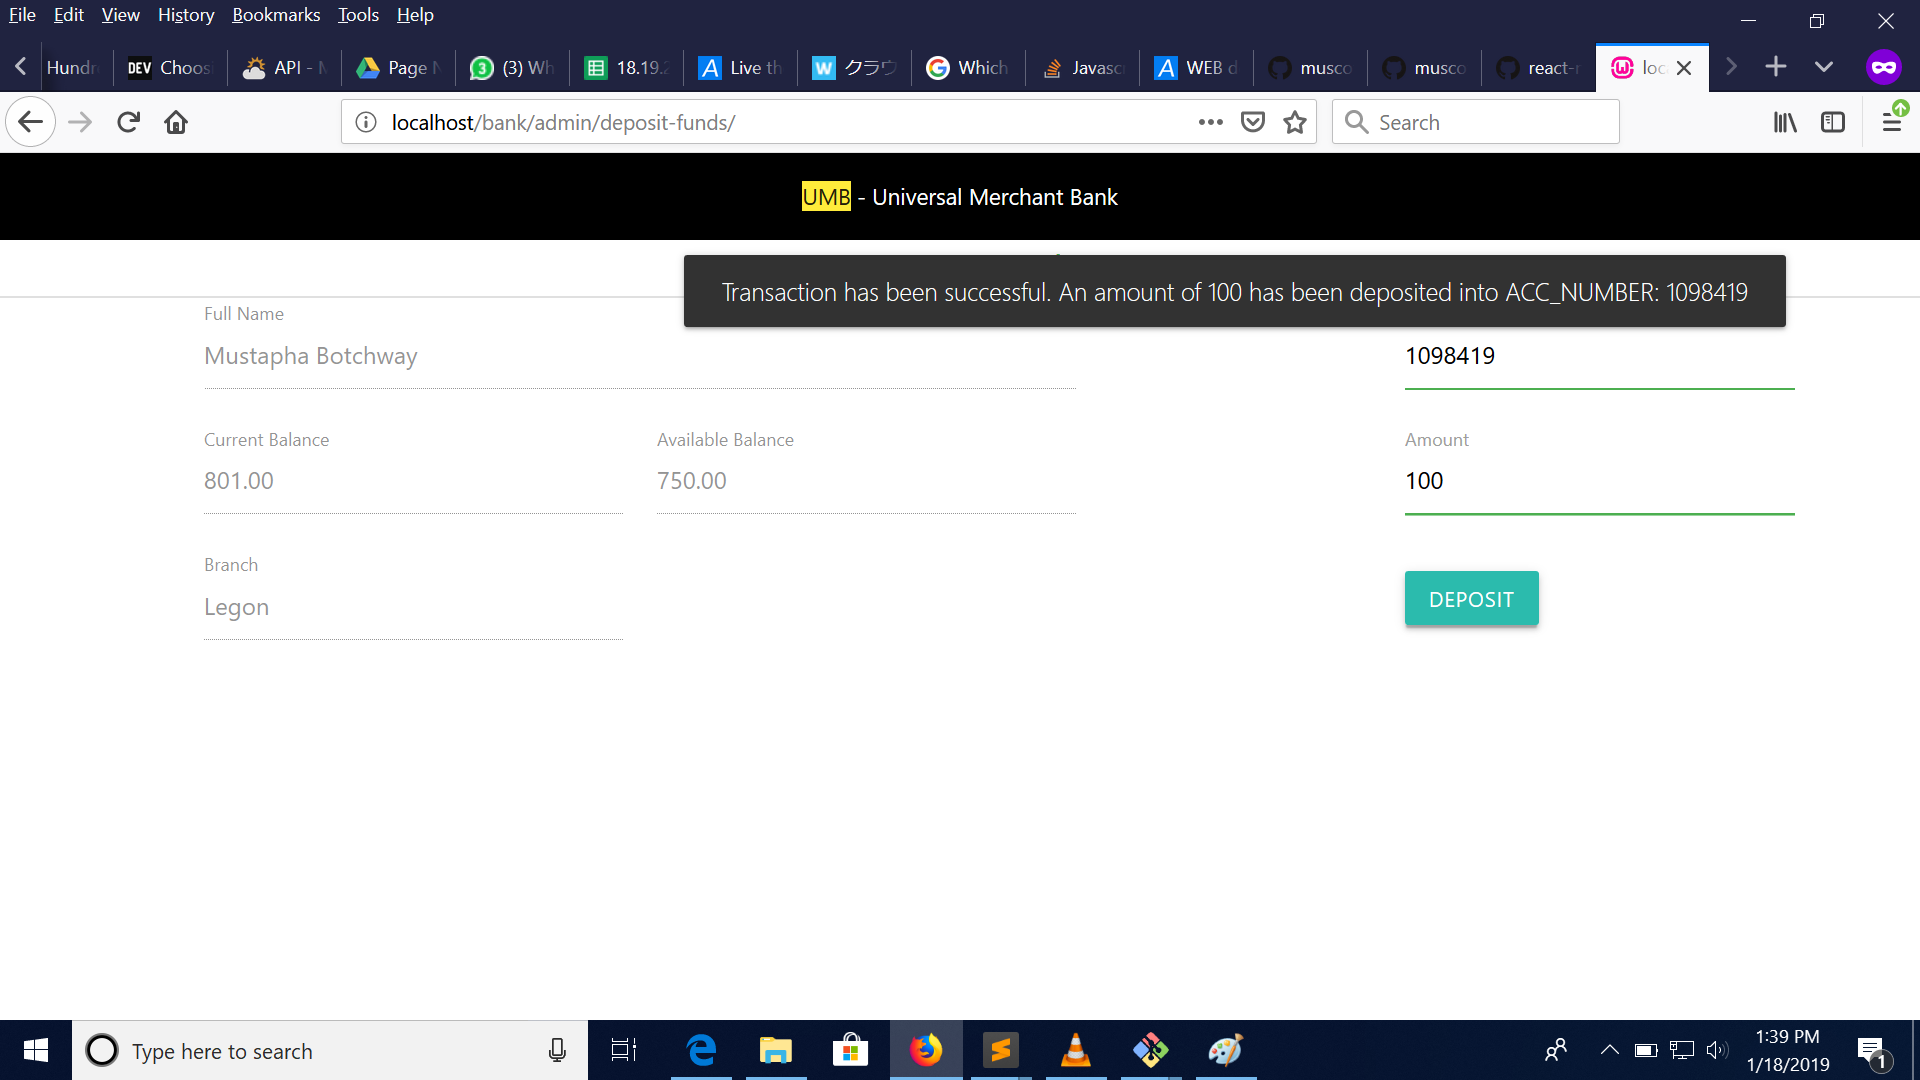 File Edit View History Bookmarks Tools Help
Hundr DEV Choosi API - M Page N (3) Wh 18.19.2 Live th クラウ Which Javascr WEB d musco musco react-r loc
localhost/bank/admin/deposit-funds/
Search
UMB - Universal Merchant Bank
Transaction has been successful. An amount of 100 has been deposited into ACC_NUMBER: 1098419
Full Name
Mustapha Botchway
1098419
Current Balance Available Balance Amount
801.00 750.00 100
Branch
Legon
DEPOSIT
Type here to search
1:39 PM
1/18/2019
1